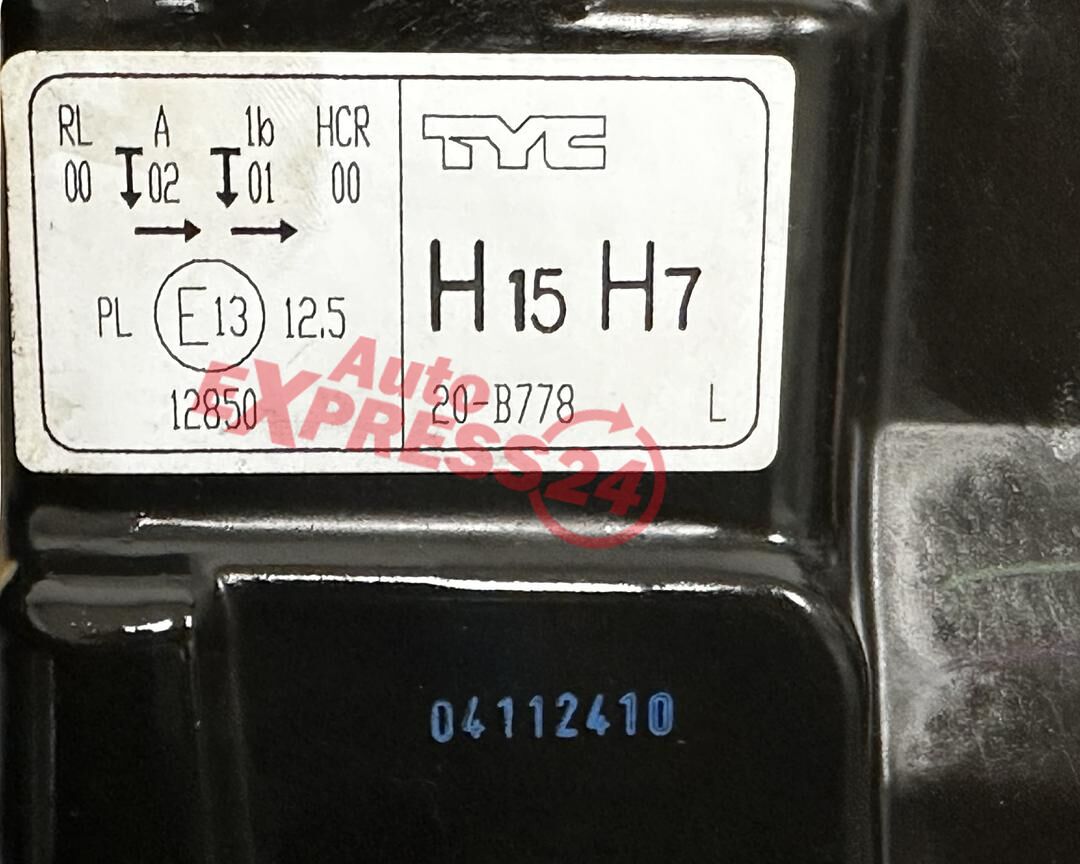 RL A 1b HCR
00 02 01 00
PL E13 12.5
12850
TYC
H15 H7
20-B778 L
Auto
EXPRESS24
04112410